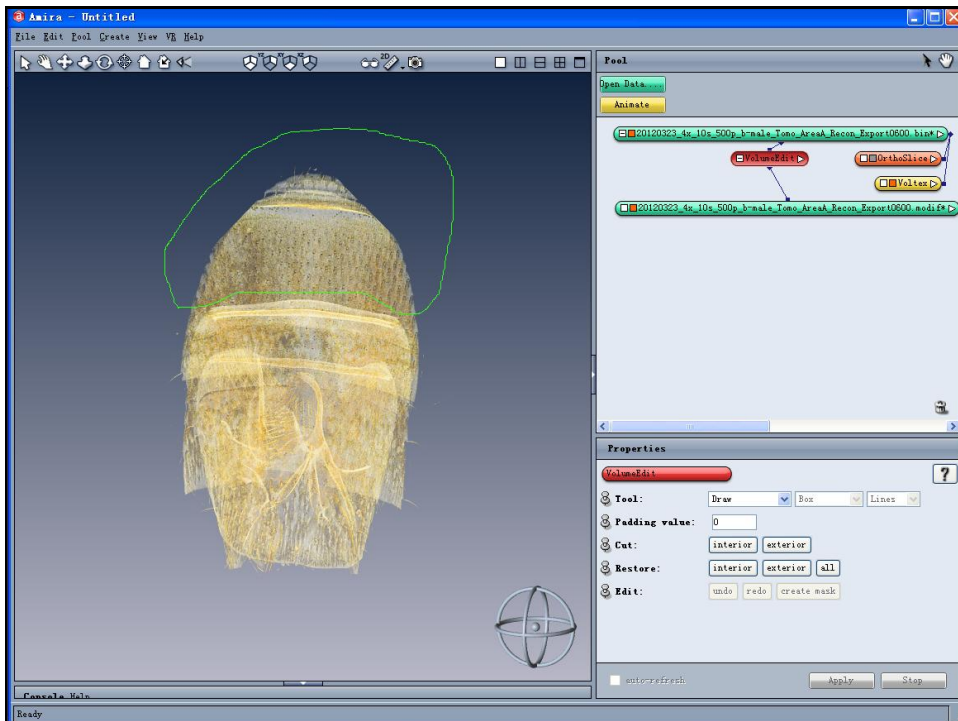 Amira - Untitled
File Edit Pool Create View VR Help
2D
Pool
Open Data...
Animate
20120323_4x_10s_500p_b-male_Tomo_AreaA_Recon_Export0600.bin*
VolumeEdit
OrthoSlice
Voltex
20120323_4x_10s_500p_b-male_Tomo_AreaA_Recon_Export0600.modif*
Properties
VolumeEdit
?
Tool: Draw Box Lines
Padding value: 0
Cut: interior exterior
Restore: interior exterior all
Edit: undo redo create mask
auto-refresh Apply Stop
Console Help
Ready